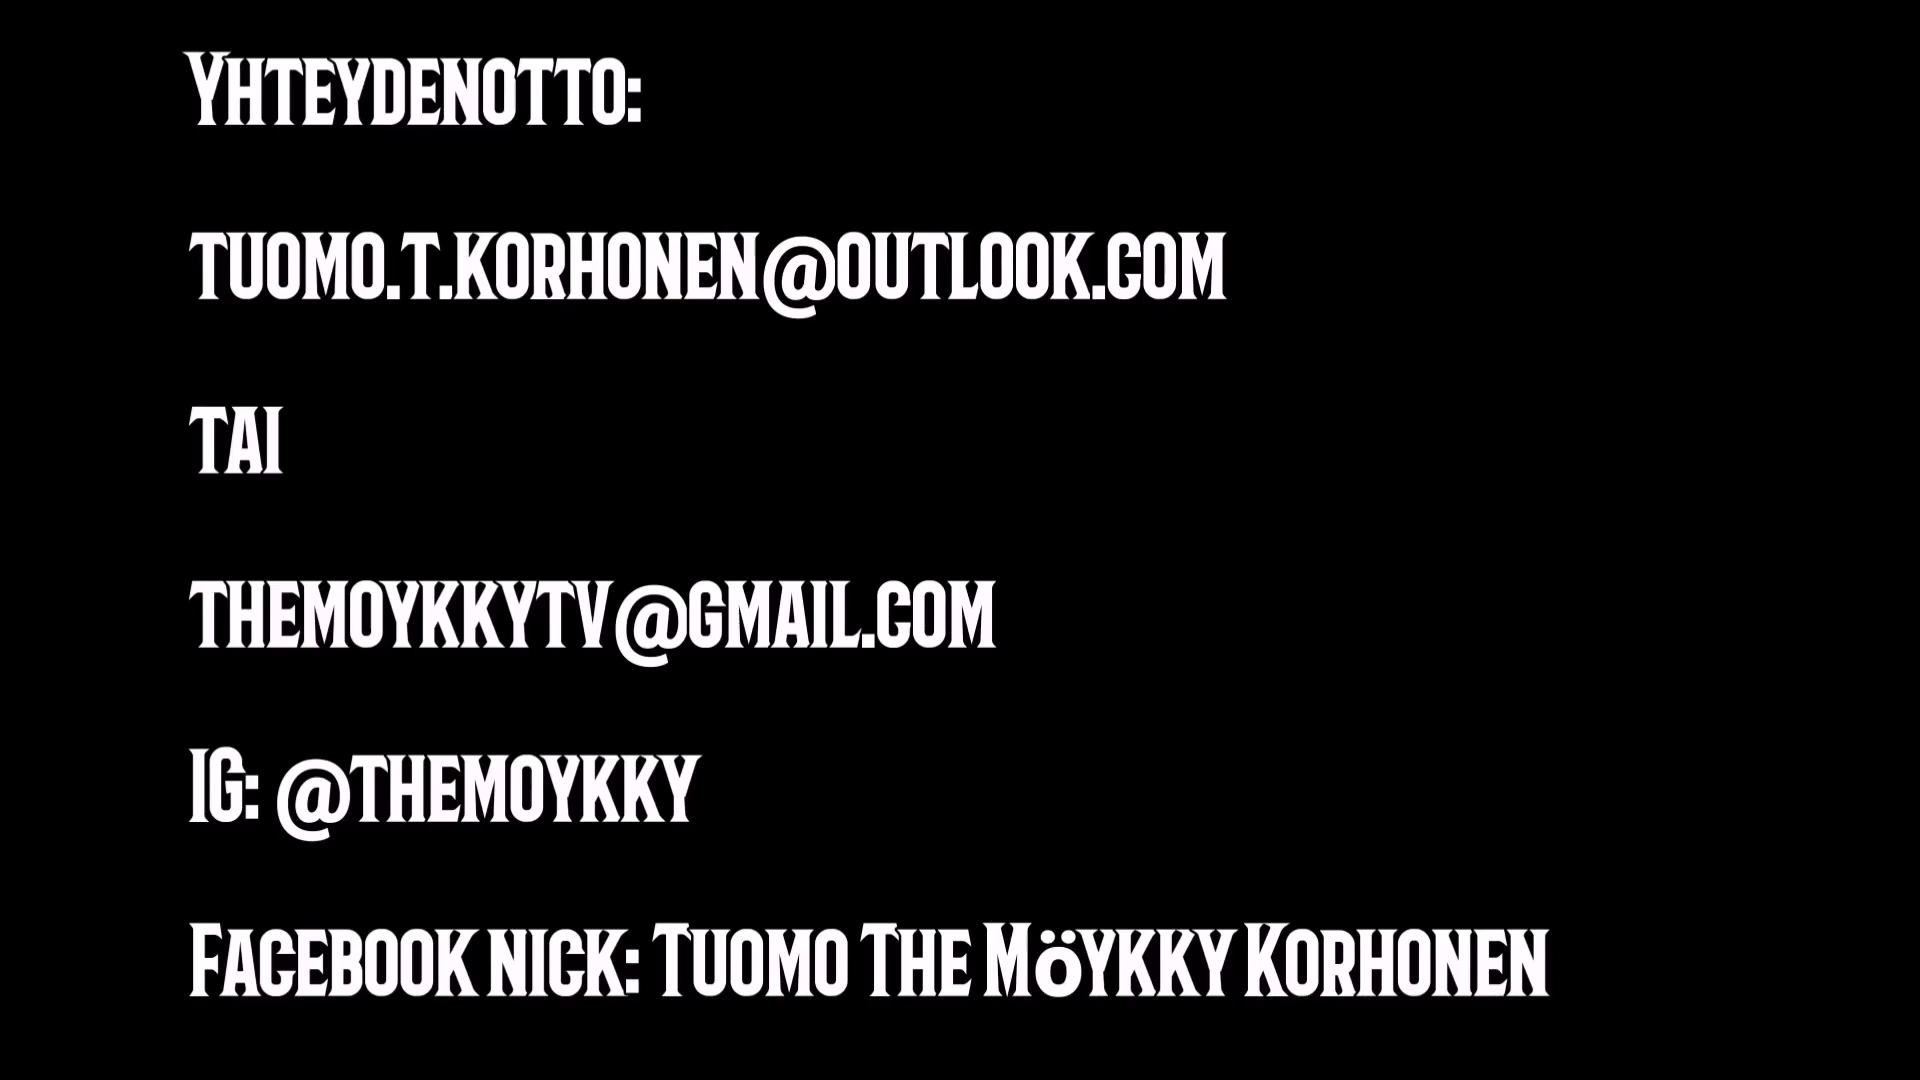 Yhteydenotto:
tuomo.t.korhonen@outlook.com
tai
themoykkytv@gmail.com
IG: @themoykky
Facebook nick: Tuomo The Möykky Korhonen